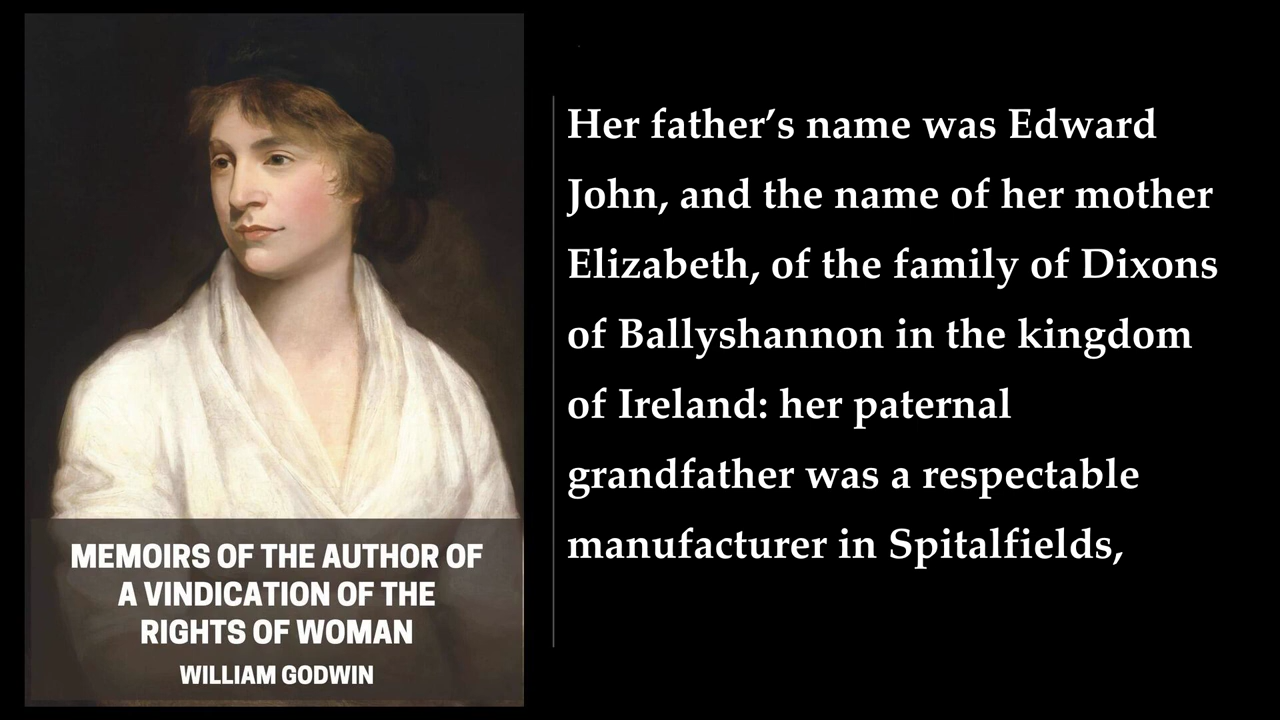 Her father’s name was Edward
John, and the name of her mother
Elizabeth, of the family of Dixons
of Ballyshannon in the kingdom
of Ireland: her paternal
grandfather was a respectable
manufacturer in Spitalfields,
MEMOIRS OF THE AUTHOR OF
A VINDICATION OF THE
RIGHTS OF WOMAN
WILLIAM GODWIN